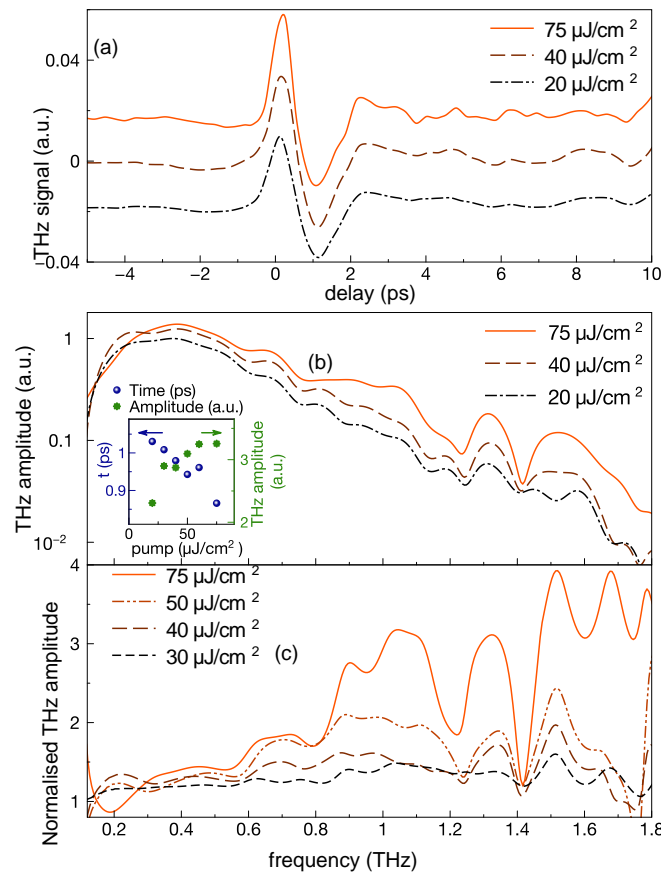 (a)
75 µJ/cm 2
40 µJ/cm 2
20 µJ/cm 2
THz signal (a.u.)
0.04
0
−0.04
−4 −2 0 2 4 6 8 10
delay (ps)
(b)
75 µJ/cm 2
40 µJ/cm 2
20 µJ/cm 2
THz amplitude (a.u.)
1
0.1
10−2
Time (ps)
Amplitude (a.u.)
t (ps)
1
0.9
3
2
THz amplitude
(a.u.)
0 50
pump (µJ/cm2)
75 µJ/cm 2
50 µJ/cm 2
40 µJ/cm 2
30 µJ/cm 2
(c)
Normalised THz amplitude
4
3
2
1
0.2 0.4 0.6 0.8 1 1.2 1.4 1.6 1.8
frequency (THz)